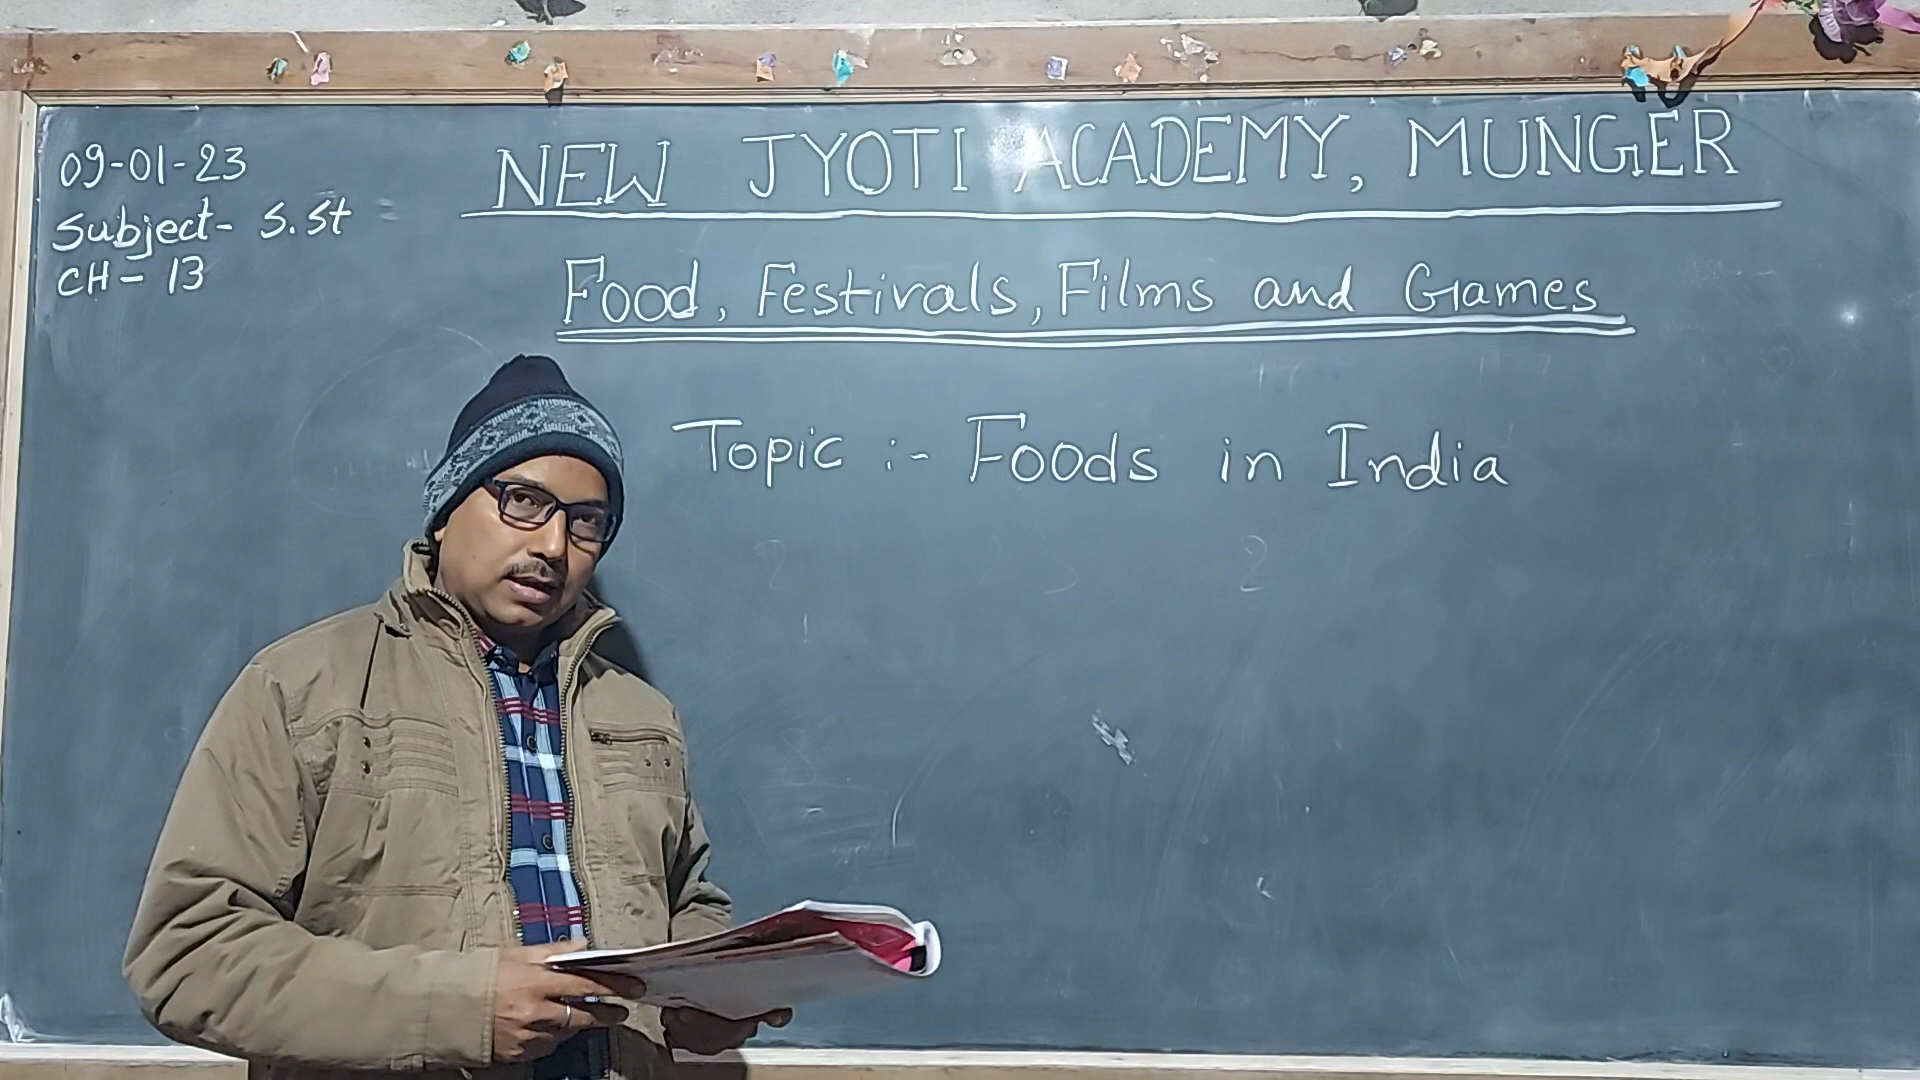 09-01-23
Subject- S.St
CH- 13
NEW JYOTI ACADEMY, MUNGER
Food, Festivals, Films and Games
Topic :- Foods in India